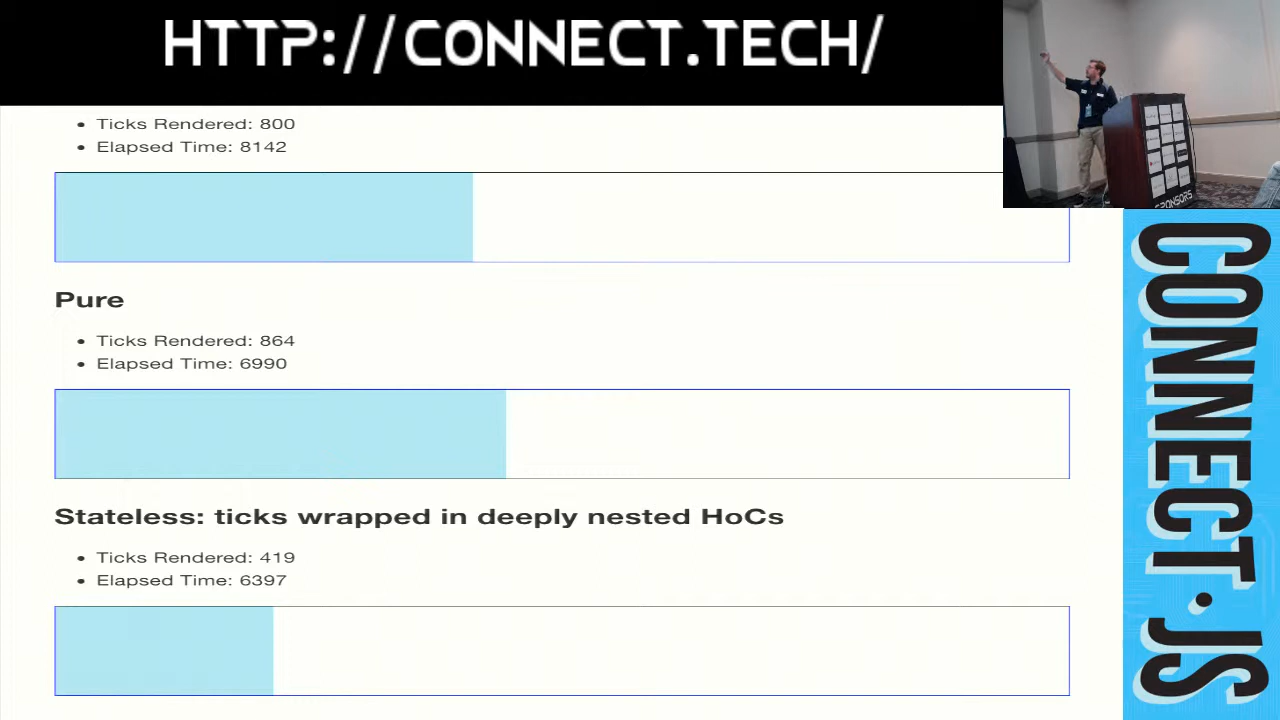 HTTP://CONNECT.TECH/
• Ticks Rendered: 800
• Elapsed Time: 8142
Pure
• Ticks Rendered: 864
• Elapsed Time: 6990
Stateless: ticks wrapped in deeply nested HoCs
• Ticks Rendered: 419
• Elapsed Time: 6397
SPONSORS
CONNECT·JS